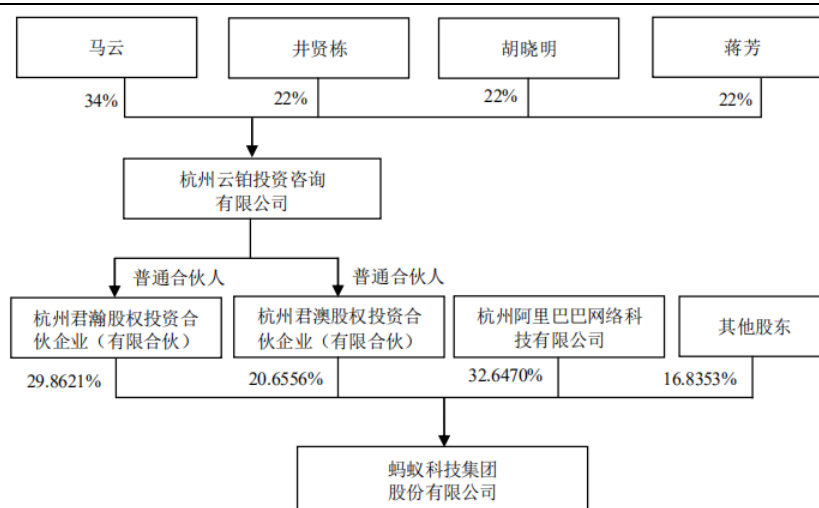 马云
井贤栋
胡晓明
蒋芳
34%
22%
22%
22%
杭州云铂投资咨询
有限公司
普通合伙人
普通合伙人
杭州君瀚股权投资合
伙企业（有限合伙）
杭州君澳股权投资合
伙企业（有限合伙）
杭州阿里巴巴网络科
技有限公司
其他股东
29.8621%
20.6556%
32.6470%
16.8353%
蚂蚁科技集团
股份有限公司